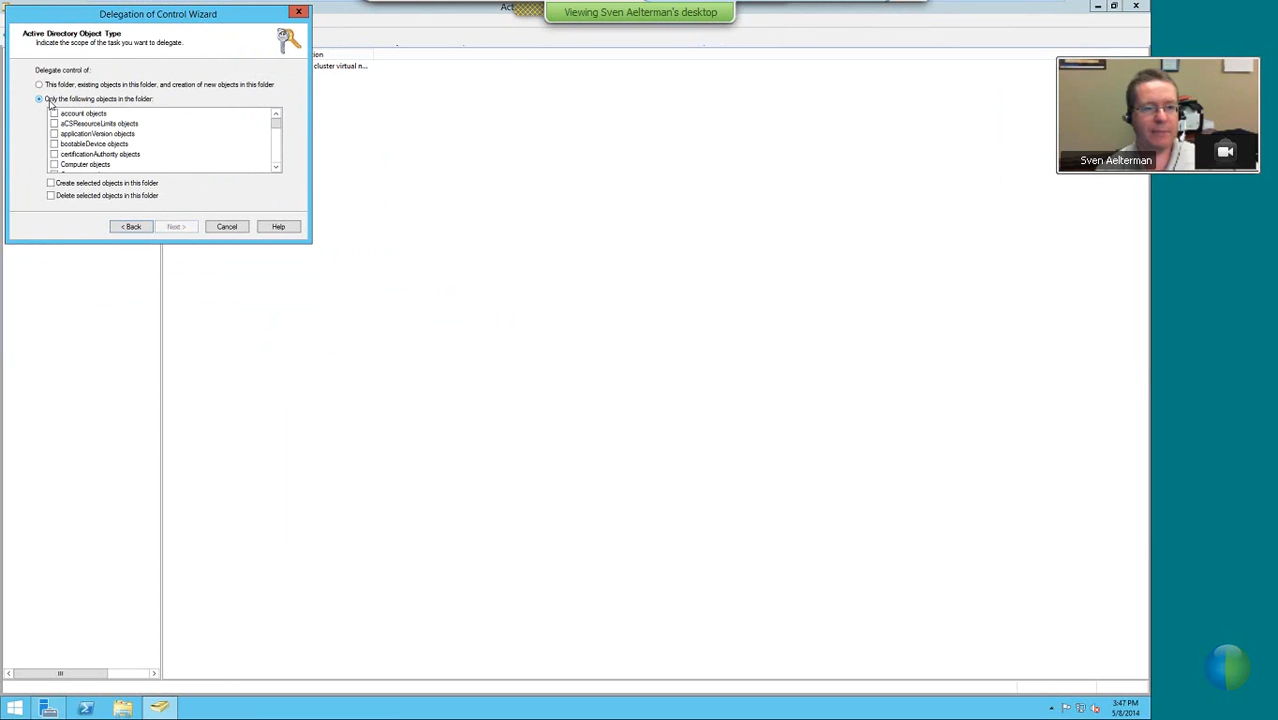 Delegation of Control Wizard
Viewing Sven Aelterman's desktop
Active Directory Object Type
Indicate the scope of the task you want to delegate.
cluster virtual n...
Delegate control of:
This folder, existing objects in this folder, and creation of new objects in this folder
Only the following objects in the folder:
account objects
aCSResourceLimits objects
applicationVersion objects
bootableDevice objects
certificationAuthority objects
Computer objects
Create selected objects in this folder
Delete selected objects in this folder
< Back
Next >
Cancel
Help
Sven Aelterman
3:47 PM
5/8/2014